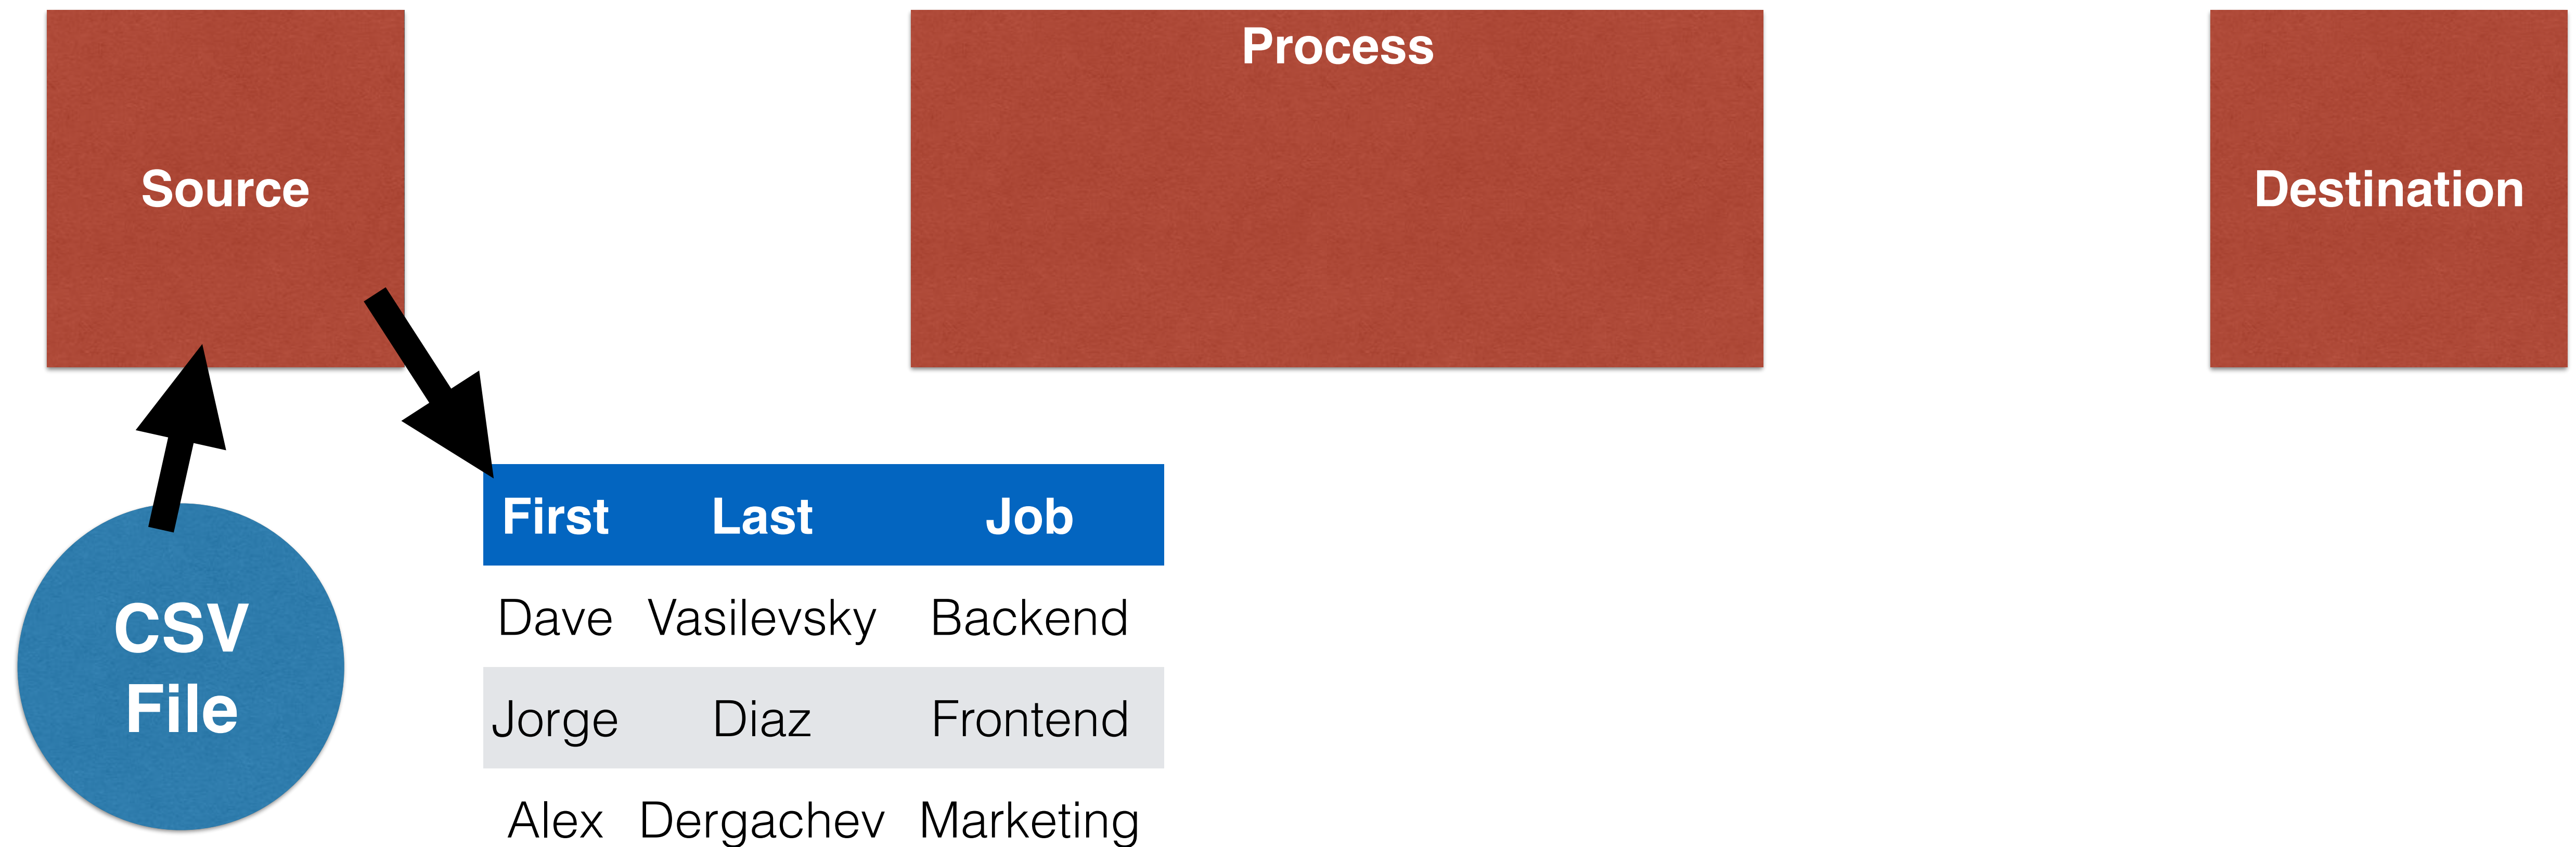 Source
Process
Destination
CSV
File
First Last Job
Dave Vasilevsky Backend
Jorge Diaz Frontend
Alex Dergachev Marketing